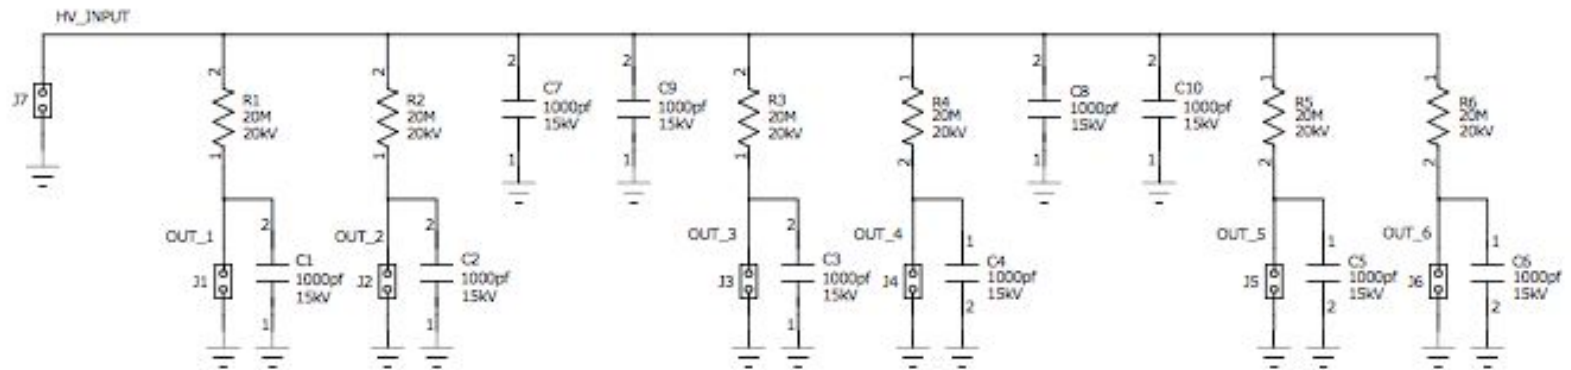 HV_INPUT
J7
2
R1
20M
20kV
1
2
R2
20M
20kV
1
2
C7
1000pf
15kV
1
2
C9
1000pf
15kV
1
2
R3
20M
20kV
1
1
R4
20M
20kV
2
2
C8
1000pf
15kV
1
2
C10
1000pf
15kV
1
1
R5
20M
20kV
2
1
R6
20M
20kV
2
OUT_1
J1
2
C1
1000pf
15kV
1
OUT_2
J2
2
C2
1000pf
15kV
1
OUT_3
J3
2
C3
1000pf
15kV
1
OUT_4
J4
1
C4
1000pf
15kV
2
OUT_5
J5
1
C5
1000pf
15kV
2
OUT_6
J6
1
C6
1000pf
15kV
2